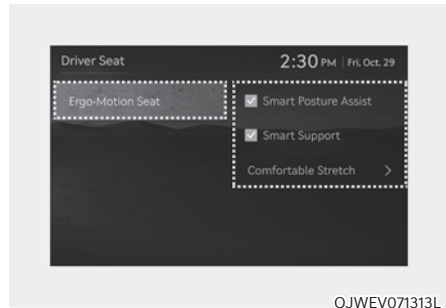 Driver Seat
2:30 PM Fri, Oct. 29
Ergo-Motion Seat
Smart Posture Assist
Smart Support
Comfortable Stretch >
OJWEV071313L